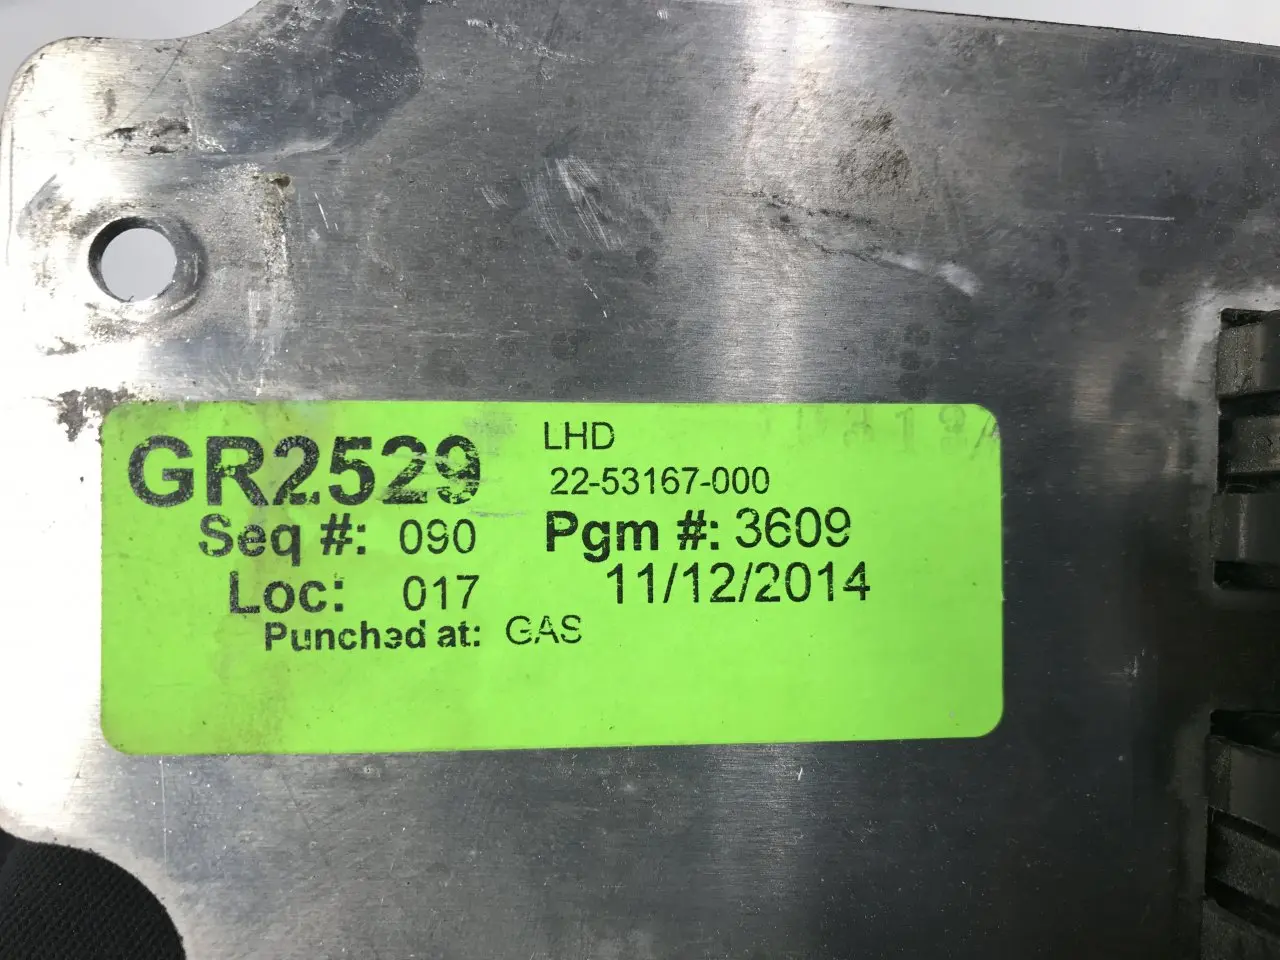 GR2529
LHD
22-53167-000
Seq #: 090
Pgm #: 3609
Loc: 017
11/12/2014
Punched at: GAS